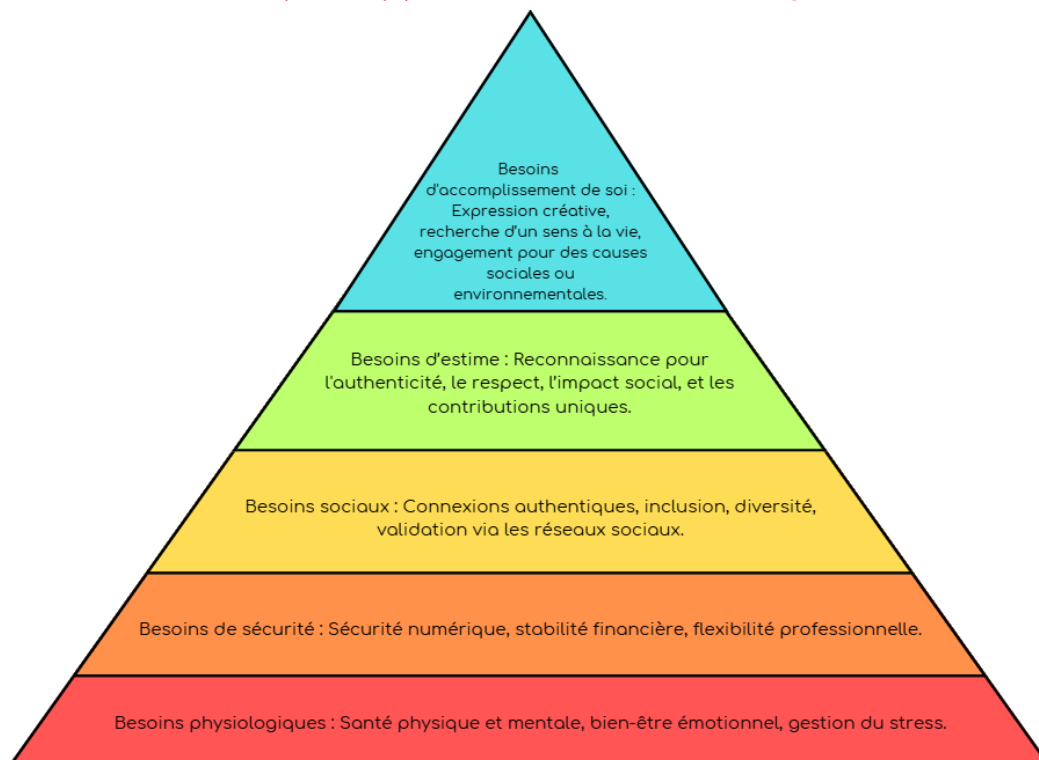 Besoins
d'accomplissement de soi :
Expression créative,
recherche d'un sens à la vie,
engagement pour des causes
sociales ou
environnementales.
Besoins d'estime : Reconnaissance pour
l'authenticité, le respect, l'impact social, et les
contributions uniques.
Besoins sociaux : Connexions authentiques, inclusion, diversité,
validation via les réseaux sociaux.
Besoins de sécurité : Sécurité numérique, stabilité financière, flexibilité professionnelle.
Besoins physiologiques : Santé physique et mentale, bien-être émotionnel, gestion du stress.